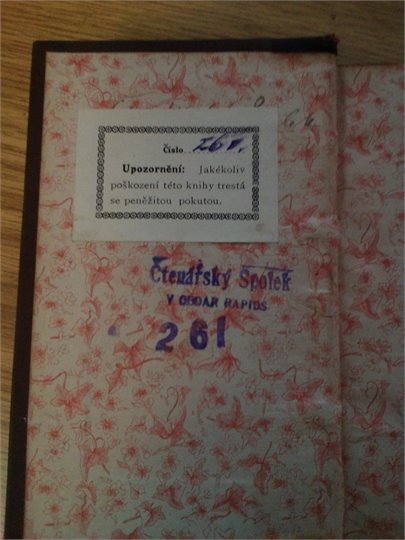 Číslo 261.
Upozornění: Jakékoliv
poškození této knihy trestá
se peněžitou pokutou.
Čtenářský Spolek
V CEDAR RAPIDS
261